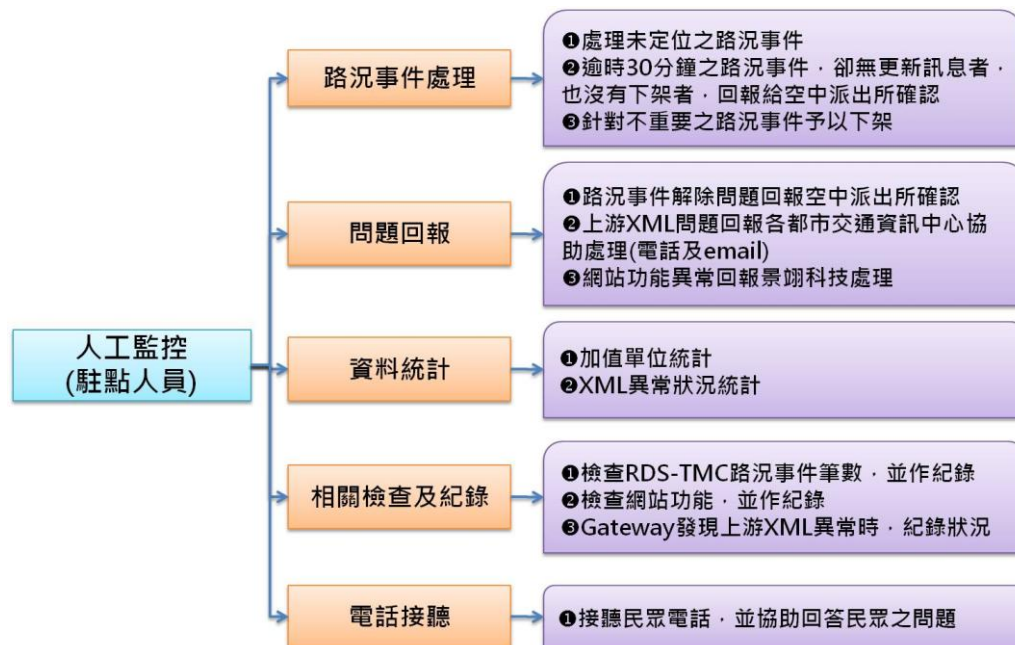 人工監控
(駐點人員)
路況事件處理
❶處理未定位之路況事件
❷逾時30分鐘之路況事件，卻無更新訊息者，
也沒有下架者，回報給空中派出所確認
❸針對不重要之路況事件予以下架
問題回報
❶路況事件解除問題回報空中派出所確認
❷上游XML問題回報各都市交通資訊中心協
助處理(電話及email)
❸網站功能異常回報景翊科技處理
資料統計
❶加值單位統計
❷XML異常狀況統計
相關檢查及紀錄
❶檢查RDS-TMC路況事件筆數，並作紀錄
❷檢查網站功能，並作紀錄
❸Gateway發現上游XML異常時，紀錄狀況
電話接聽
❶接聽民眾電話，並協助回答民眾之問題